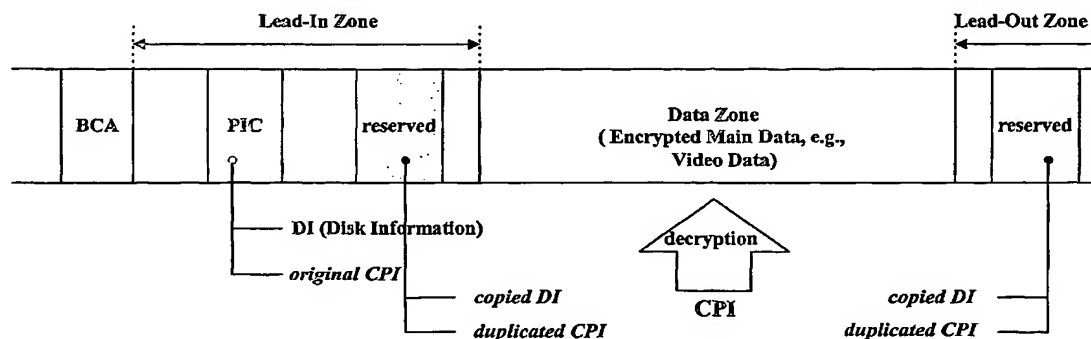 Lead-In Zone
Lead-Out Zone
BCA
PIC
reserved
Data Zone
( Encrypted Main Data, e.g.,
Video Data)
reserved
DI (Disk Information)
original CPI
decryption
CPI
copied DI
duplicated CPI
copied DI
duplicated CPI